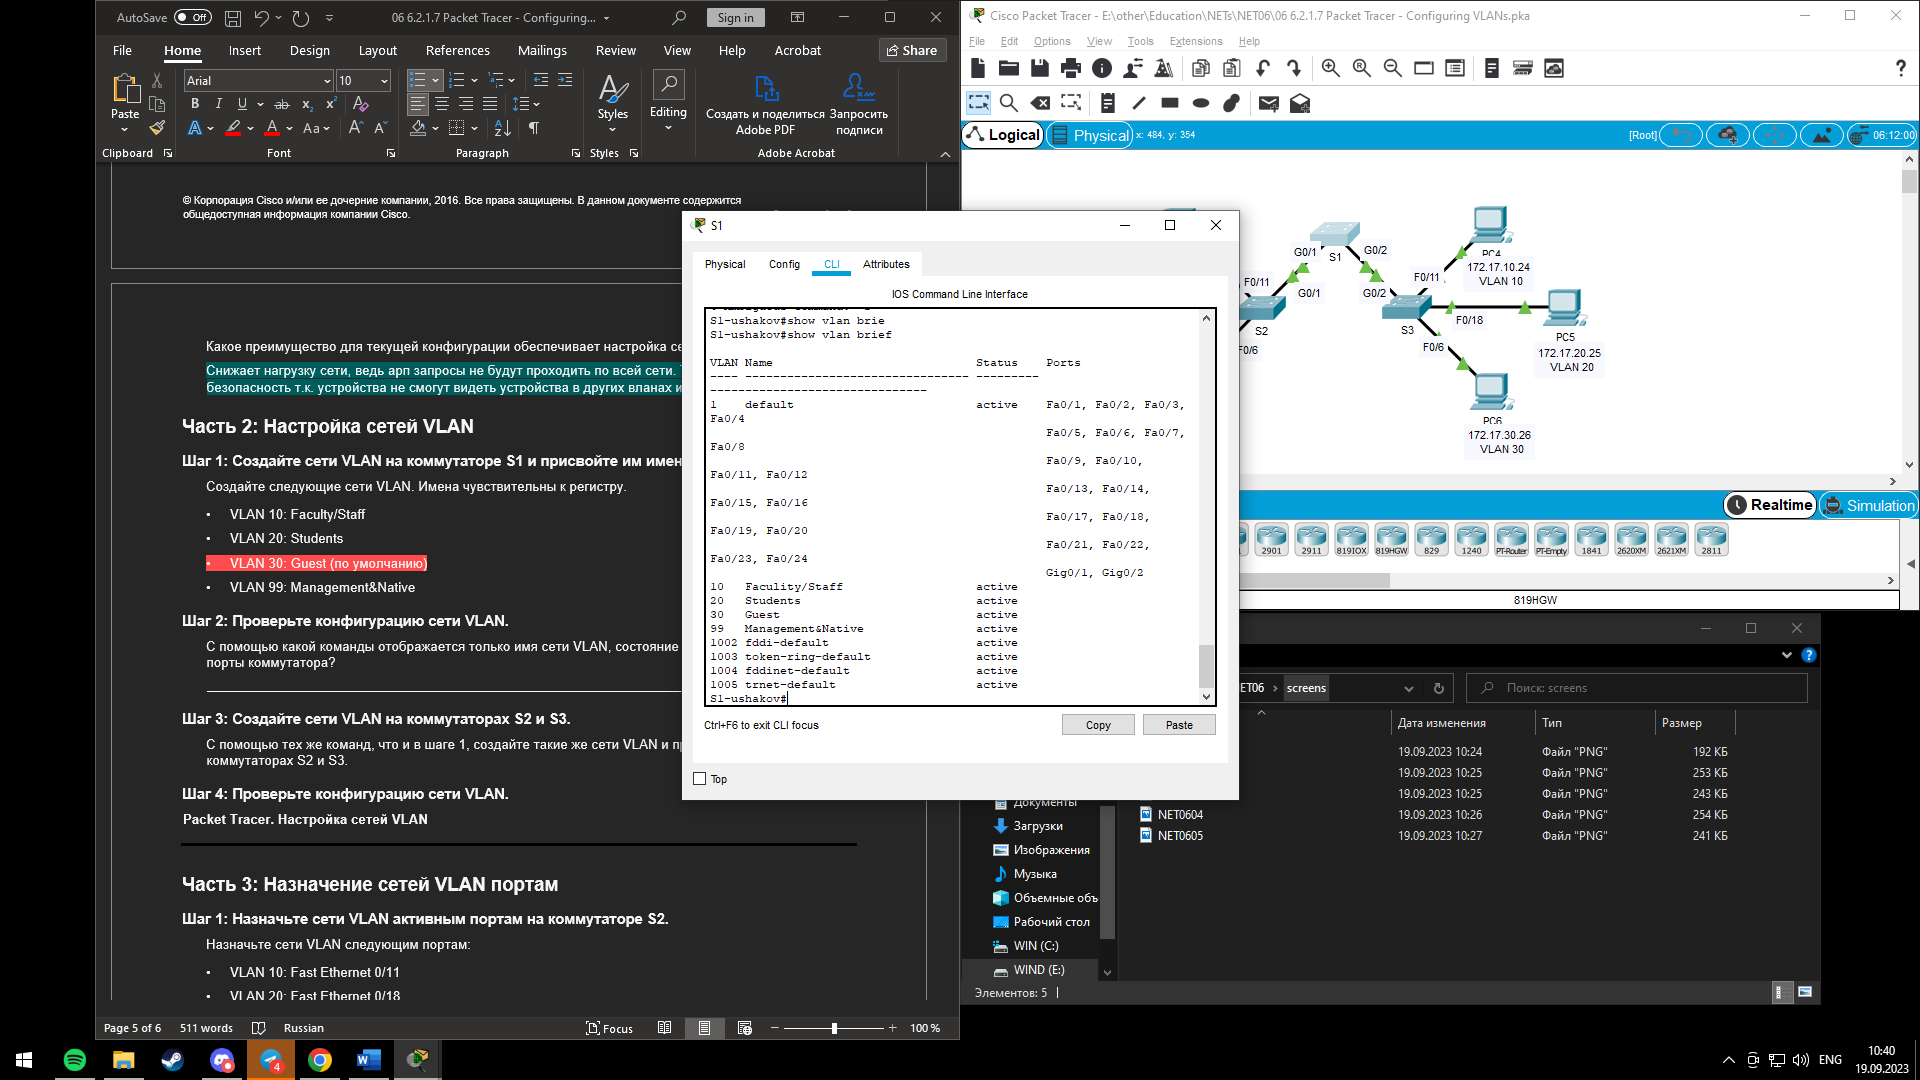 AutoSave Off
06 6.2.1.7 Packet Tracer - Configuring...
Sign in
File Home Insert Design Layout References Mailings Review View Help Acrobat
Share
Arial 10
Paste
Styles
Editing
Создать и поделиться Adobe PDF
Запросить подписи
Clipboard Font Paragraph Styles Adobe Acrobat
© Корпорация Cisco и/или ее дочерние компании, 2016. Все права защищены. В данном документе содержится
общедоступная информация компании Cisco.
Какое преимущество для текущей конфигурации обеспечивает настройка се
Снижает нагрузку сети, ведь арп запросы не будут проходить по всей сети.
безопасность т.к. устройства не смогут видеть устройства в других вланах и
Часть 2: Настройка сетей VLAN
Шаг 1: Создайте сети VLAN на коммутаторе S1 и присвойте им имен
Создайте следующие сети VLAN. Имена чувствительны к регистру.
• VLAN 10: Faculty/Staff
• VLAN 20: Students
• VLAN 30: Guest (по умолчанию)
• VLAN 99: Management&Native
Шаг 2: Проверьте конфигурацию сети VLAN.
С помощью какой команды отображается только имя сети VLAN, состояние
порты коммутатора?
Шаг 3: Создайте сети VLAN на коммутаторах S2 и S3.
С помощью тех же команд, что и в шаге 1, создайте такие же сети VLAN и п
коммутаторах S2 и S3.
Шаг 4: Проверьте конфигурацию сети VLAN.
Packet Tracer. Настройка сетей VLAN
Часть 3: Назначение сетей VLAN портам
Шаг 1: Назначьте сети VLAN активным портам на коммутаторе S2.
Назначьте сети VLAN следующим портам:
• VLAN 10: Fast Ethernet 0/11
• VLAN 20: Fast Ethernet 0/18
Page 5 of 6 511 words Russian Focus 100 %
S1
Physical Config CLI Attributes
IOS Command Line Interface
S1-ushakov#show vlan brie
S1-ushakov#show vlan brief
VLAN Name Status Ports
---- -------------------------------- ---------
-------------------------------
1 default active Fa0/1, Fa0/2, Fa0/3,
Fa0/4
Fa0/5, Fa0/6, Fa0/7,
Fa0/8
Fa0/9, Fa0/10,
Fa0/11, Fa0/12
Fa0/13, Fa0/14,
Fa0/15, Fa0/16
Fa0/17, Fa0/18,
Fa0/19, Fa0/20
Fa0/21, Fa0/22,
Fa0/23, Fa0/24
Gig0/1, Gig0/2
10 Faculity/Staff active
20 Students active
30 Guest active
99 Management&Native active
1002 fddi-default active
1003 token-ring-default active
1004 fddinet-default active
1005 trnet-default active
S1-ushakov#
Ctrl+F6 to exit CLI focus
Copy Paste
Top
Cisco Packet Tracer - E:\other\Education\NETs\NET06\06 6.2.1.7 Packet Tracer - Configuring VLANs.pka
File Edit Options View Tools Extensions Help
?
Logical Physical x: 484, y: 354
[Root] 06:12:00
G0/1 S1 G0/2
PC4
172.17.10.24
VLAN 10
F0/11 G0/1
G0/2 F0/11
S2
F0/6
S3
F0/18
F0/6
PC5
172.17.20.25
VLAN 20
PC6
172.17.30.26
VLAN 30
Realtime Simulation
2901 2911 819IOX 819HGW 829 1240 PT-Router PT-Empty 1841 2620XM 2621XM 2811
819HGW
ET06 › screens
Поиск: screens
Дата изменения Тип Размер
19.09.2023 10:24 Файл "PNG" 192 КБ
19.09.2023 10:25 Файл "PNG" 253 КБ
19.09.2023 10:25 Файл "PNG" 243 КБ
NET0604 19.09.2023 10:26 Файл "PNG" 254 КБ
NET0605 19.09.2023 10:27 Файл "PNG" 241 КБ
Документы
Загрузки
Изображения
Музыка
Объемные объ
Рабочий стол
WIN (C:)
WIND (E:)
Элементов: 5
4
ENG
10:40
19.09.2023